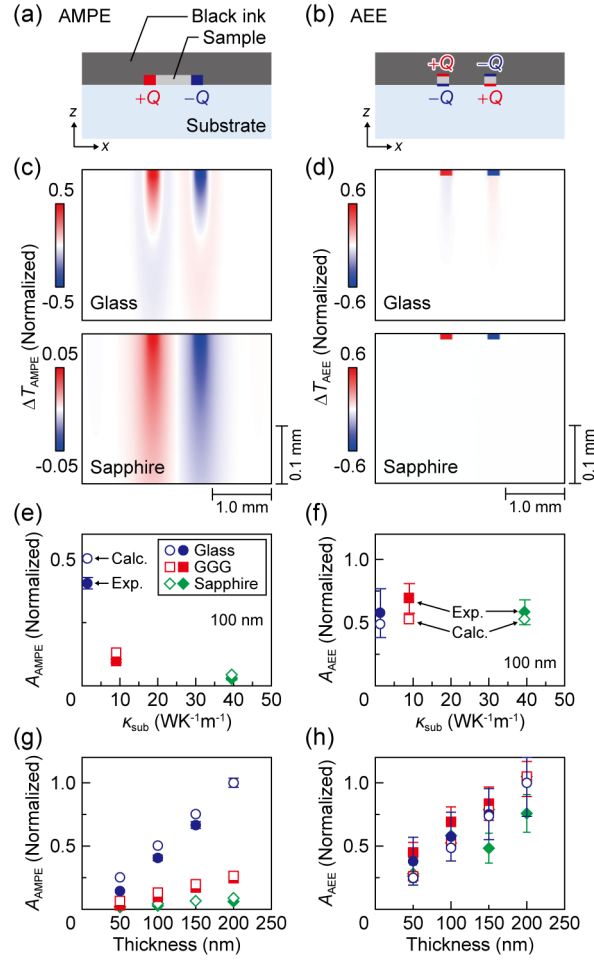 (a) AMPE
Black ink
Sample
+Q
−Q
Substrate
z
x
(b) AEE
+Q
−Q
−Q
+Q
z
x
(c)
0.5
-0.5
Glass
ΔT_AMPE (Normalized)
0.05
-0.05
Sapphire
0.1 mm
1.0 mm
(d)
0.6
-0.6
Glass
ΔT_AEE (Normalized)
0.6
-0.6
Sapphire
0.1 mm
1.0 mm
(e)
A_AMPE (Normalized)
0.5
0
Calc.
Exp.
Glass
GGG
Sapphire
100 nm
0 10 20 30 40 50
κ_sub (WK⁻¹m⁻¹)
(f)
A_AEE (Normalized)
1.0
0.5
0
Exp.
Calc.
100 nm
0 10 20 30 40 50
κ_sub (WK⁻¹m⁻¹)
(g)
A_AMPE (Normalized)
1.0
0.5
0
50 100 150 200 250
Thickness (nm)
(h)
A_AEE (Normalized)
1.0
0.5
0
50 100 150 200 250
Thickness (nm)